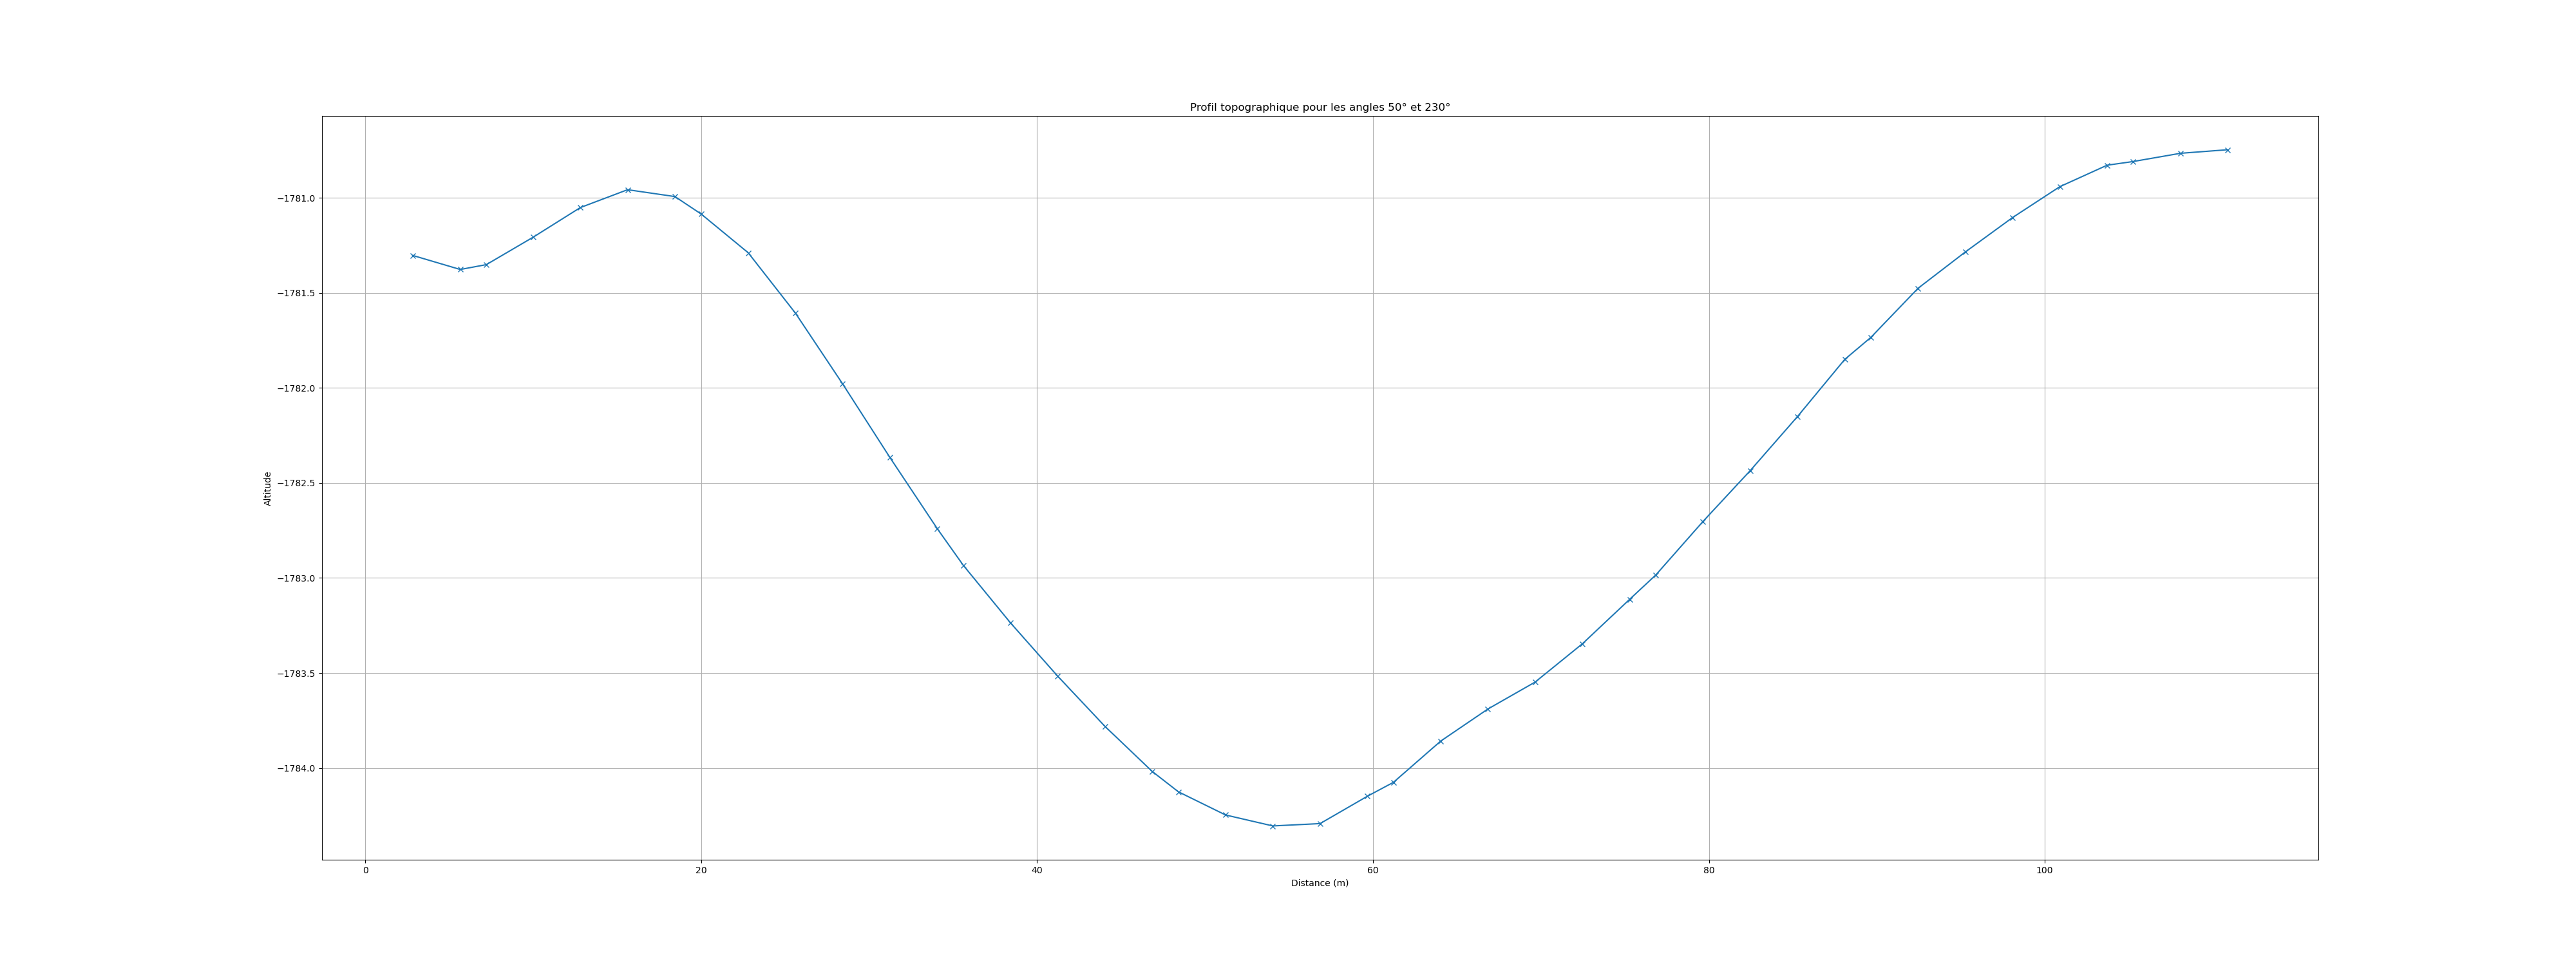 Profil topographique pour les angles 50° et 230°
−1781.0
−1781.5
−1782.0
−1782.5
−1783.0
−1783.5
−1784.0
Altitude
0 20 40 60 80 100
Distance (m)